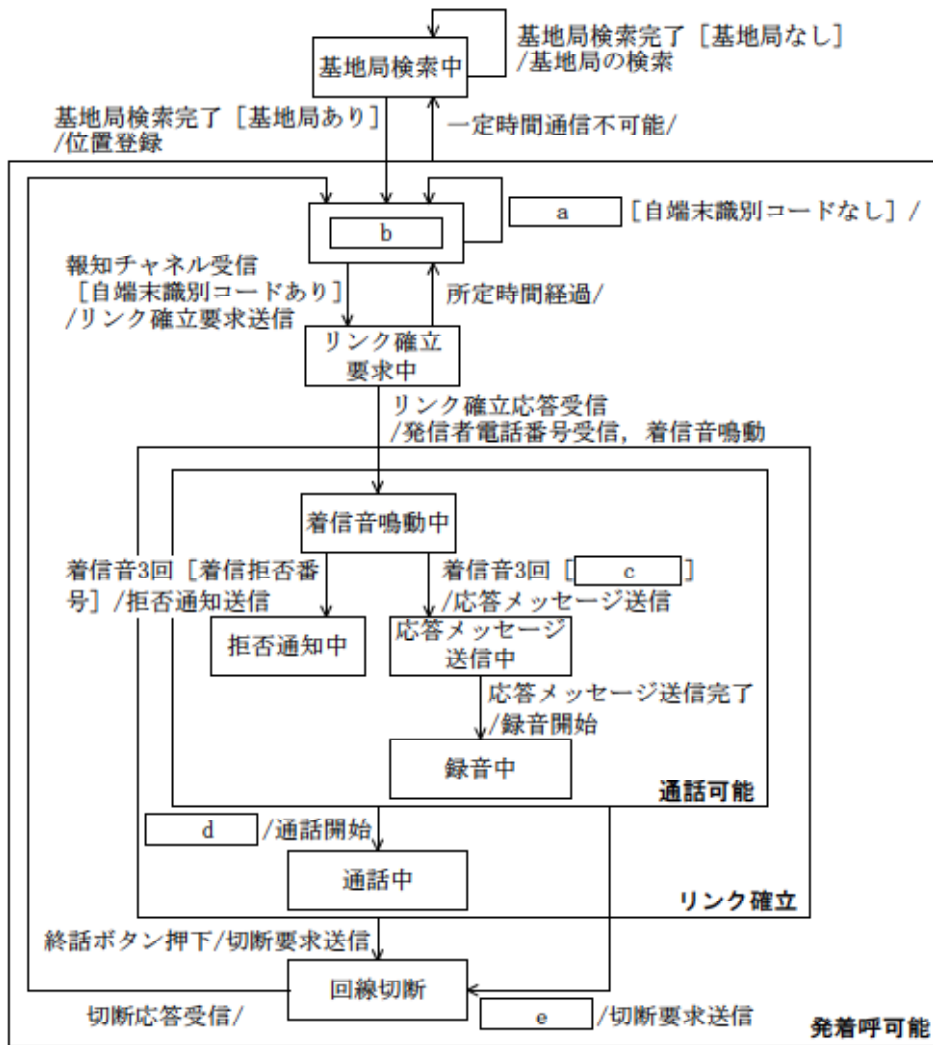 基地局検索中
基地局検索完了［基地局なし］
/基地局の検索
基地局検索完了［基地局あり］
/位置登録
一定時間通信不可能/
a ［自端末識別コードなし］/
b
報知チャネル受信
［自端末識別コードあり］
/リンク確立要求送信
所定時間経過/
リンク確立
要求中
リンク確立応答受信
/発信者電話番号受信，着信音鳴動
着信音鳴動中
着信音3回［着信拒否番
号］/拒否通知送信
着信音3回［ c ］
/応答メッセージ送信
拒否通知中
応答メッセージ
送信中
応答メッセージ送信完了
/録音開始
録音中
通話可能
d /通話開始
通話中
リンク確立
終話ボタン押下/切断要求送信
回線切断
切断応答受信/
e /切断要求送信
発着呼可能